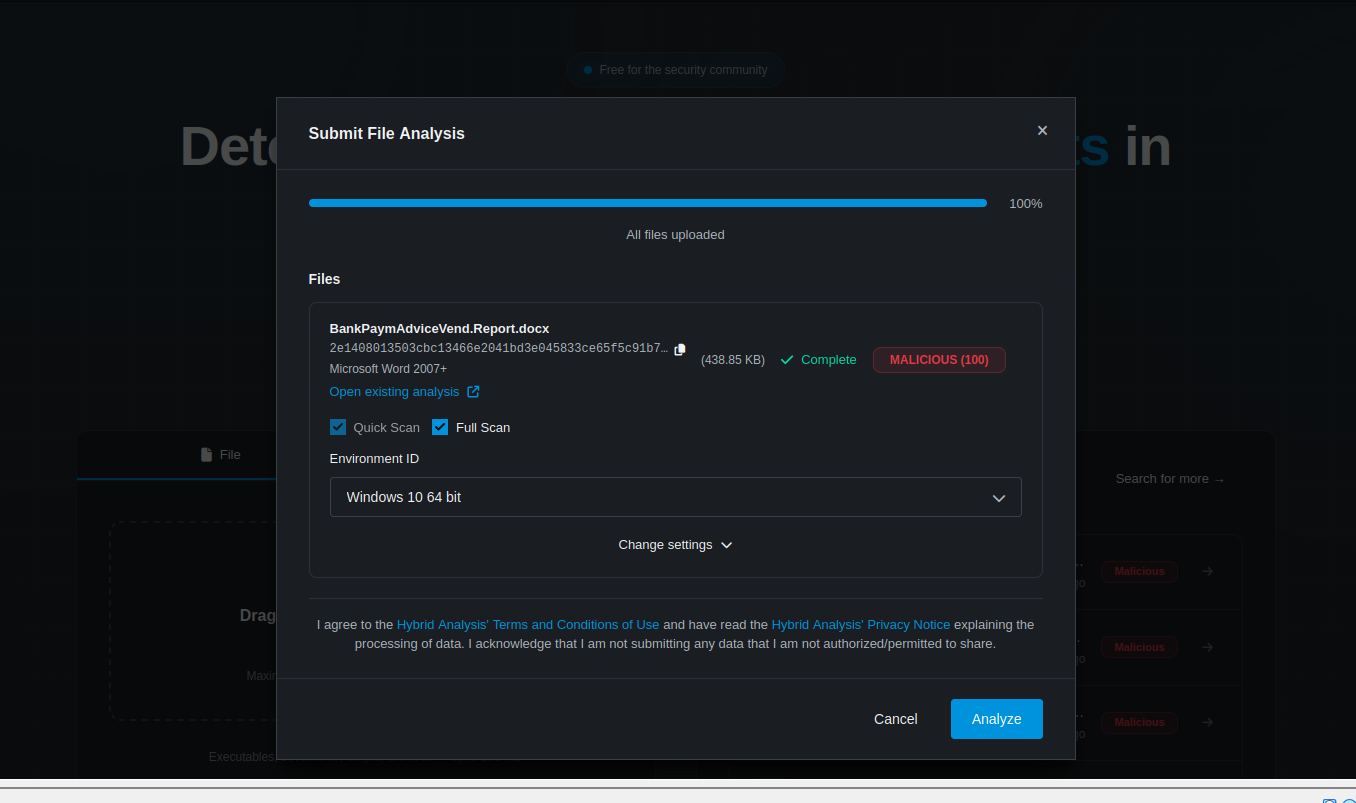 Free for the security community
Submit File Analysis
in
100%
All files uploaded
Files
BankPaymAdviceVend.Report.docx
2e1408013503cbc13466e2041bd3e045833ce65f5c91b7…
Microsoft Word 2007+
(438.85 KB)
Complete
MALICIOUS (100)
Open existing analysis
Quick Scan
Full Scan
Environment ID
File
Search for more →
Windows 10 64 bit
Change settings
Malicious
Drag
I agree to the Hybrid Analysis' Terms and Conditions of Use and have read the Hybrid Analysis' Privacy Notice explaining the
processing of data. I acknowledge that I am not submitting any data that I am not authorized/permitted to share.
Malicious
Cancel
Analyze
Malicious
Executables